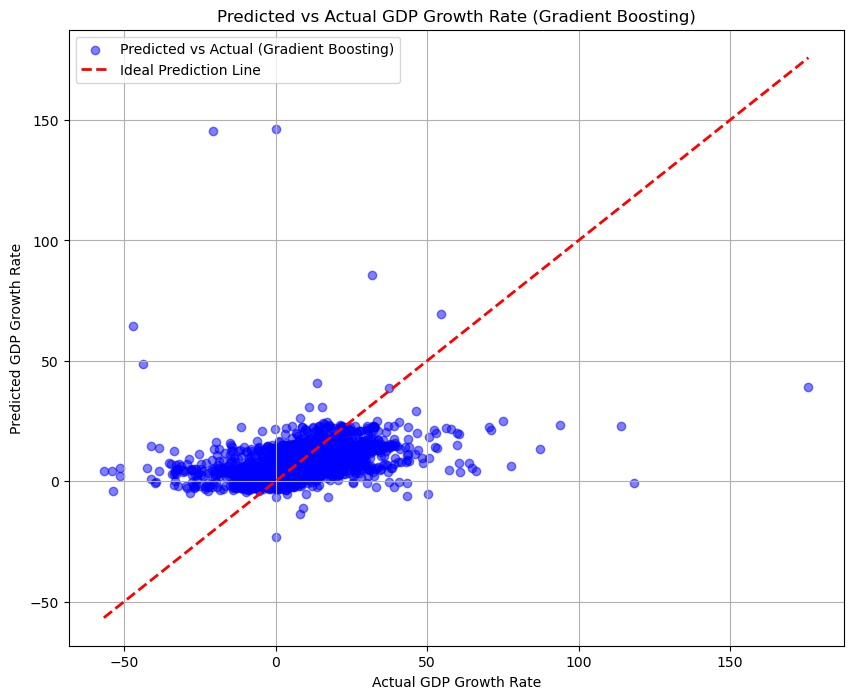 Predicted vs Actual GDP Growth Rate (Gradient Boosting)
Predicted vs Actual (Gradient Boosting)
Ideal Prediction Line
150
100
50
0
−50
Predicted GDP Growth Rate
−50
0
50
100
150
Actual GDP Growth Rate